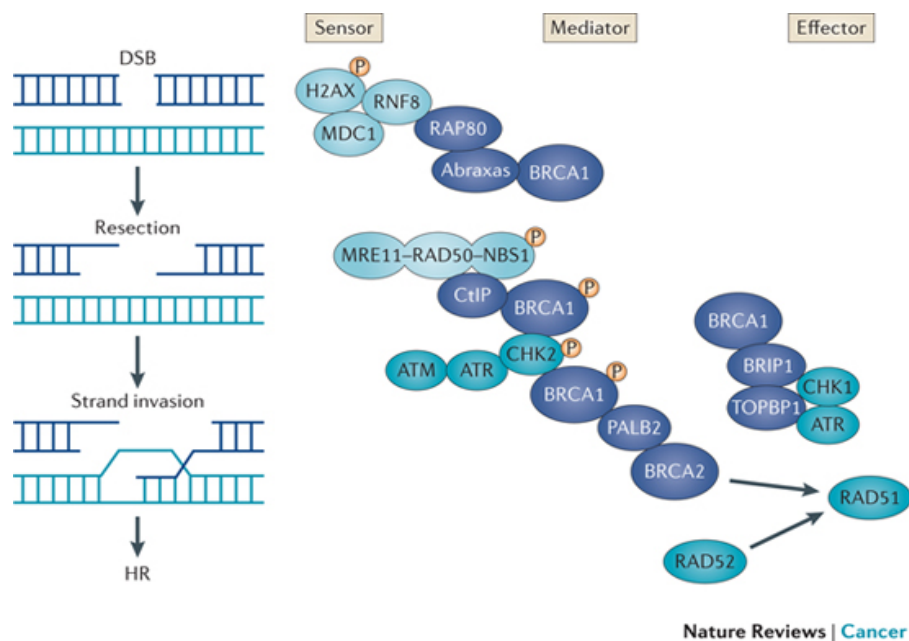 Sensor
Mediator
Effector
DSB
P
H2AX
RNF8
MDC1
RAP80
Abraxas
BRCA1
Resection
P
MRE11–RAD50–NBS1
P
CtIP
BRCA1
BRCA1
P
CHK2
BRIP1
ATM
ATR
P
CHK1
BRCA1
TOPBP1
ATR
Strand invasion
PALB2
BRCA2
RAD51
HR
RAD52
Nature Reviews | Cancer